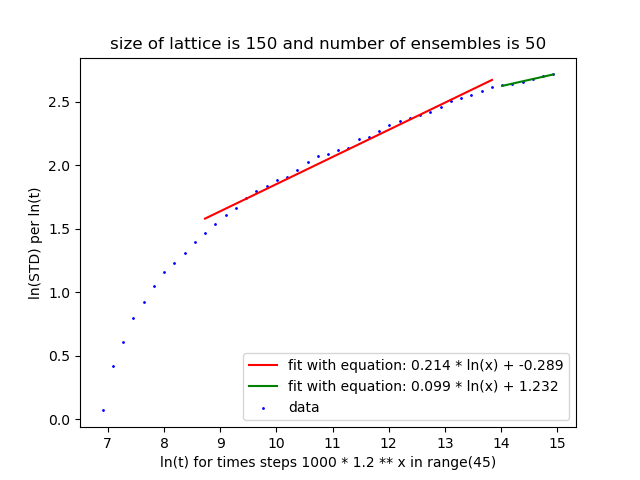 size of lattice is 150 and number of ensembles is 50
ln(STD) per ln(t)
2.5
2.0
1.5
1.0
0.5
0.0
fit with equation: 0.214 * ln(x) + -0.289
fit with equation: 0.099 * ln(x) + 1.232
data
7 8 9 10 11 12 13 14 15
ln(t) for times steps 1000 * 1.2 ** x in range(45)